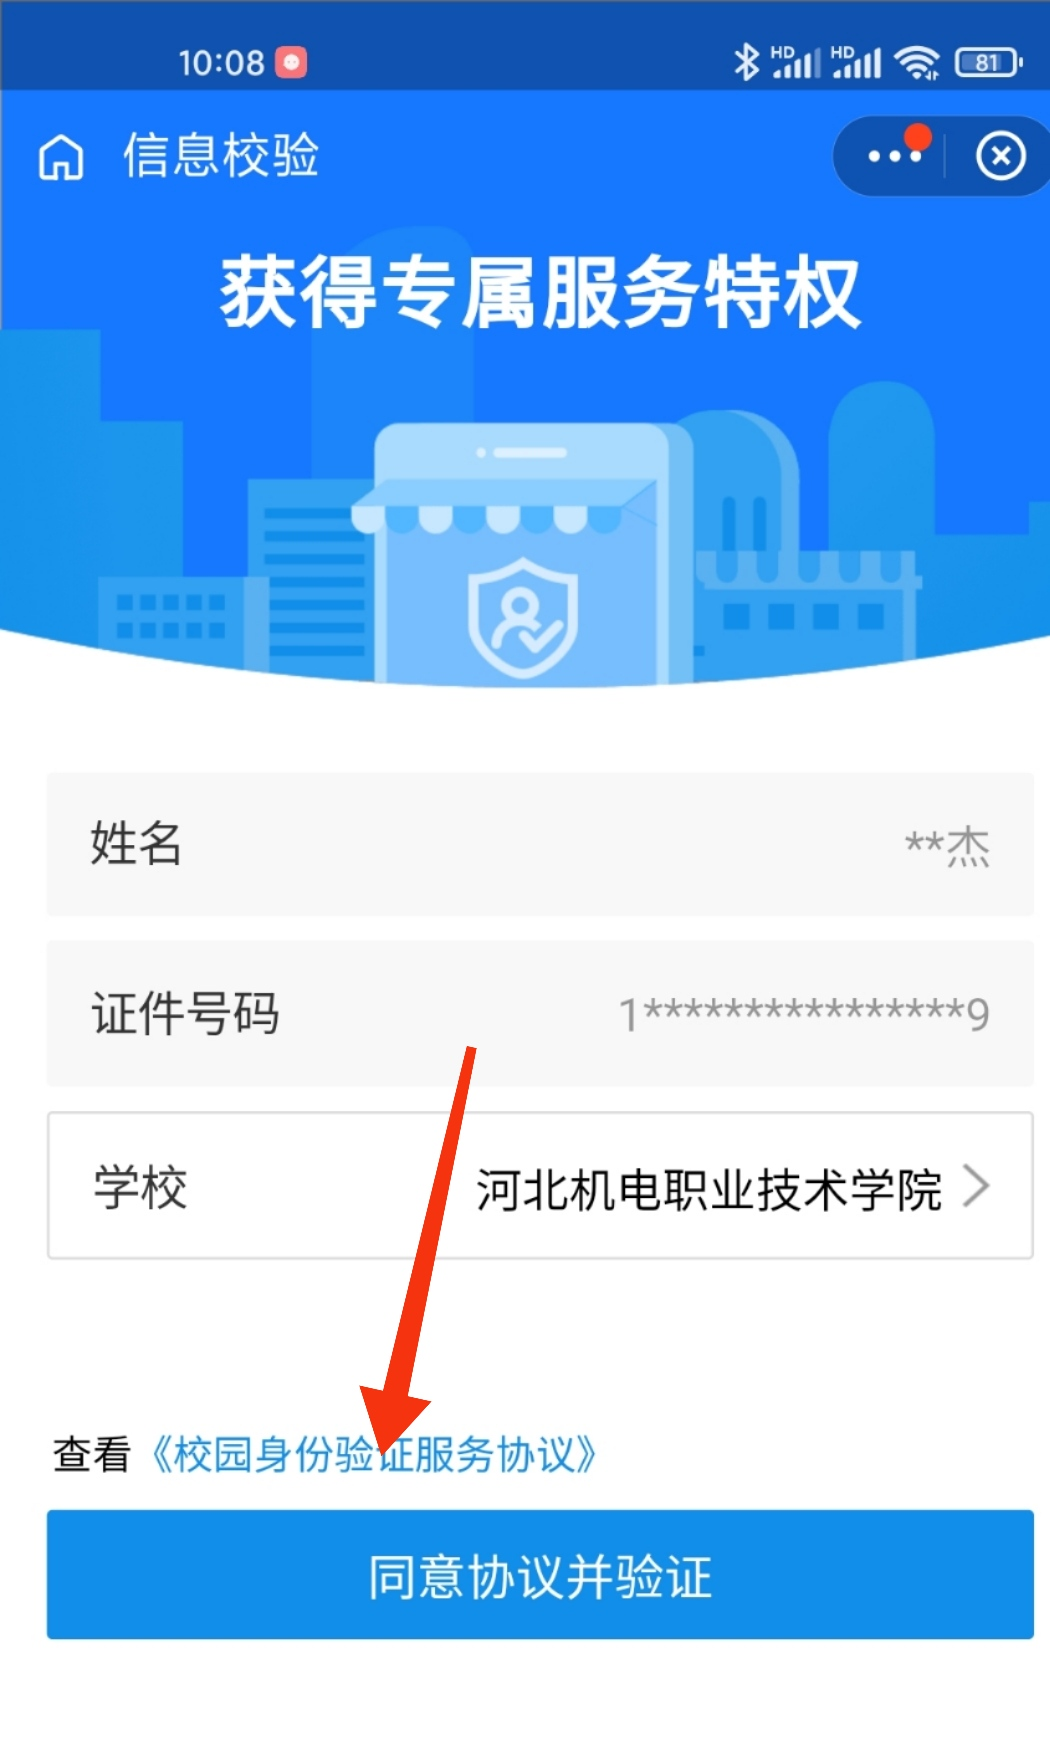 10:08 HD HD 81
信息校验
获得专属服务特权
姓名 **杰
证件号码 1****************9
学校 河北机电职业技术学院
查看《校园身份验证服务协议》
同意协议并验证